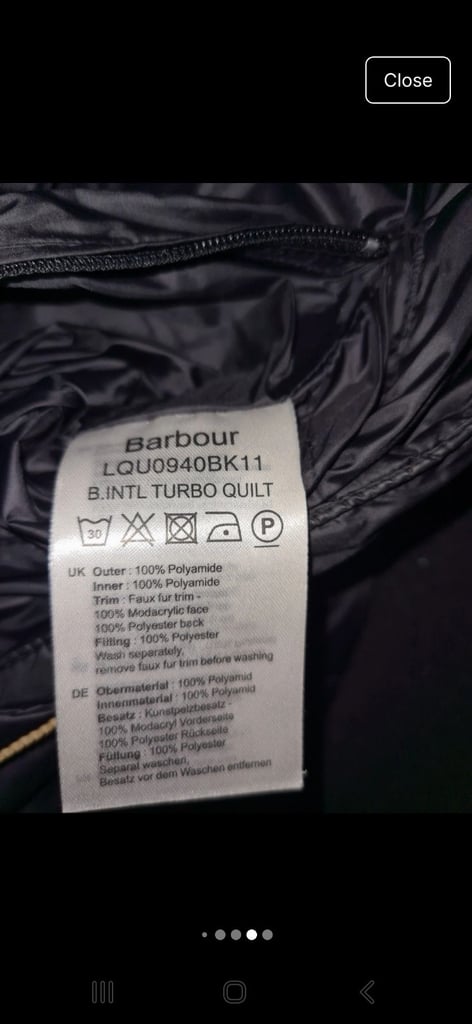 Close
Barbour
LQU0940BK11
B.INTL TURBO QUILT
30
P
UK Outer : 100% Polyamide
Inner : 100% Polyamide
Trim : Faux fur trim -
100% Modacrylic face
100% Polyester back
Filling : 100% Polyester
Wash separately,
remove faux fur trim before washing
DE Obermaterial : 100% Polyamid
Innenmaterial : 100% Polyamid
Besatz : Kunstpelzbesatz -
100% Modacryl Vorderseite
100% Polyester Rückseite
Füllung : 100% Polyester
Separat waschen,
Besatz vor dem Waschen entfernen